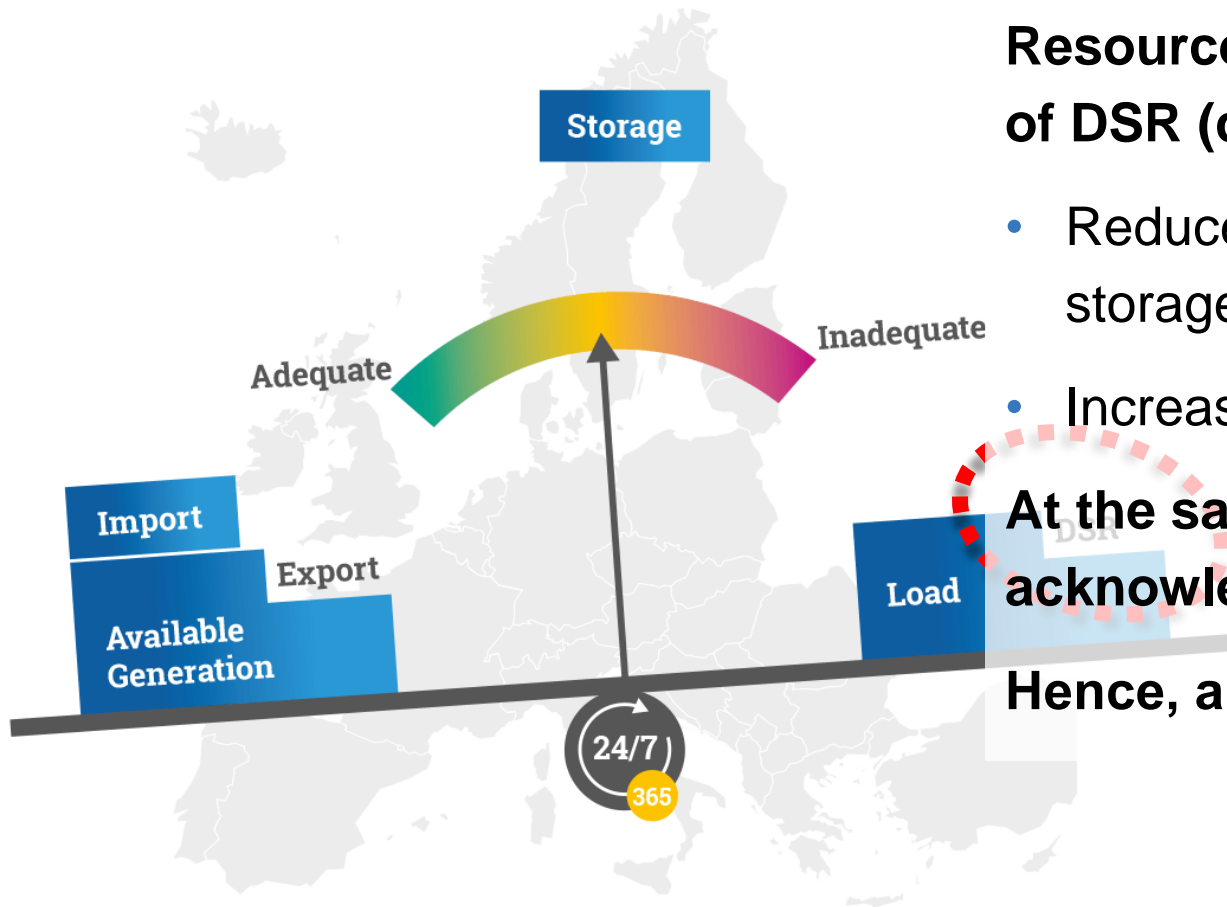 Storage
Adequate
Inadequate
Import
Export
Available
Generation
Load
DSR
24/7
365
Resource
of DSR (
• Reduce
storage
• Increas
At the sa
acknowle
Hence, a